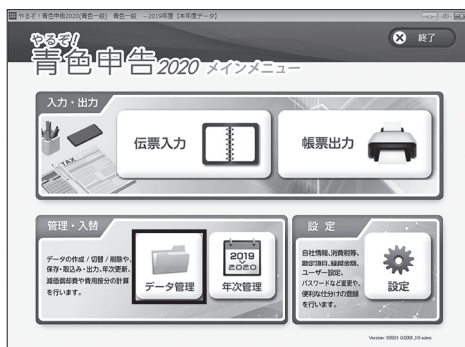 やるぞ!青色申告2020(青色一般) 青色一般 -2019年度【本年度データ】
やるぞ!
青色申告2020 メインメニュー
終了
入力・出力
TAX
伝票入力
帳票出力
管理・入替
データの作成/切替/削除や、
保存・取込み・出力、年次更新、
減価償却費や費用按分の計算
を行います。
データ管理
2019
2020
年次管理
設 定
自社情報、消費税等、
勘定項目、繰越金額、
ユーザー設定、
パスワードなど変更や、
便利な仕分けの登録
を行います。
設定